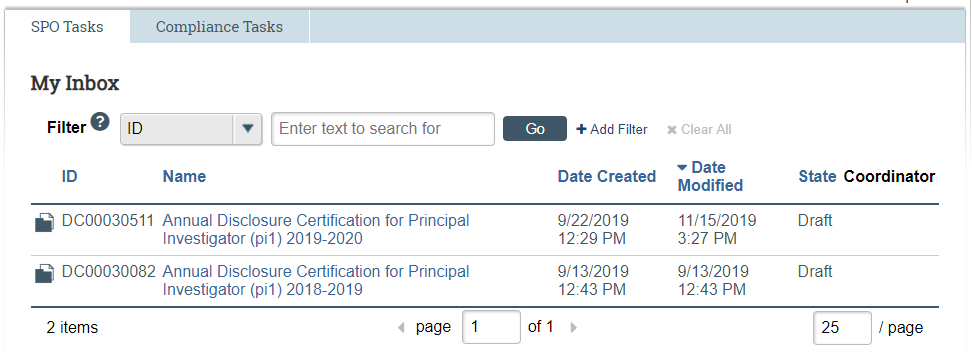 SPO Tasks Compliance Tasks
My Inbox
Filter ? ID Enter text to search for Go + Add Filter × Clear All
ID Name Date Created Date Modified State Coordinator
DC00030511 Annual Disclosure Certification for Principal 9/22/2019 11/15/2019 Draft
Investigator (pi1) 2019-2020 12:29 PM 3:27 PM
DC00030082 Annual Disclosure Certification for Principal 9/13/2019 9/13/2019 Draft
Investigator (pi1) 2018-2019 12:43 PM 12:43 PM
2 items page 1 of 1 25 / page